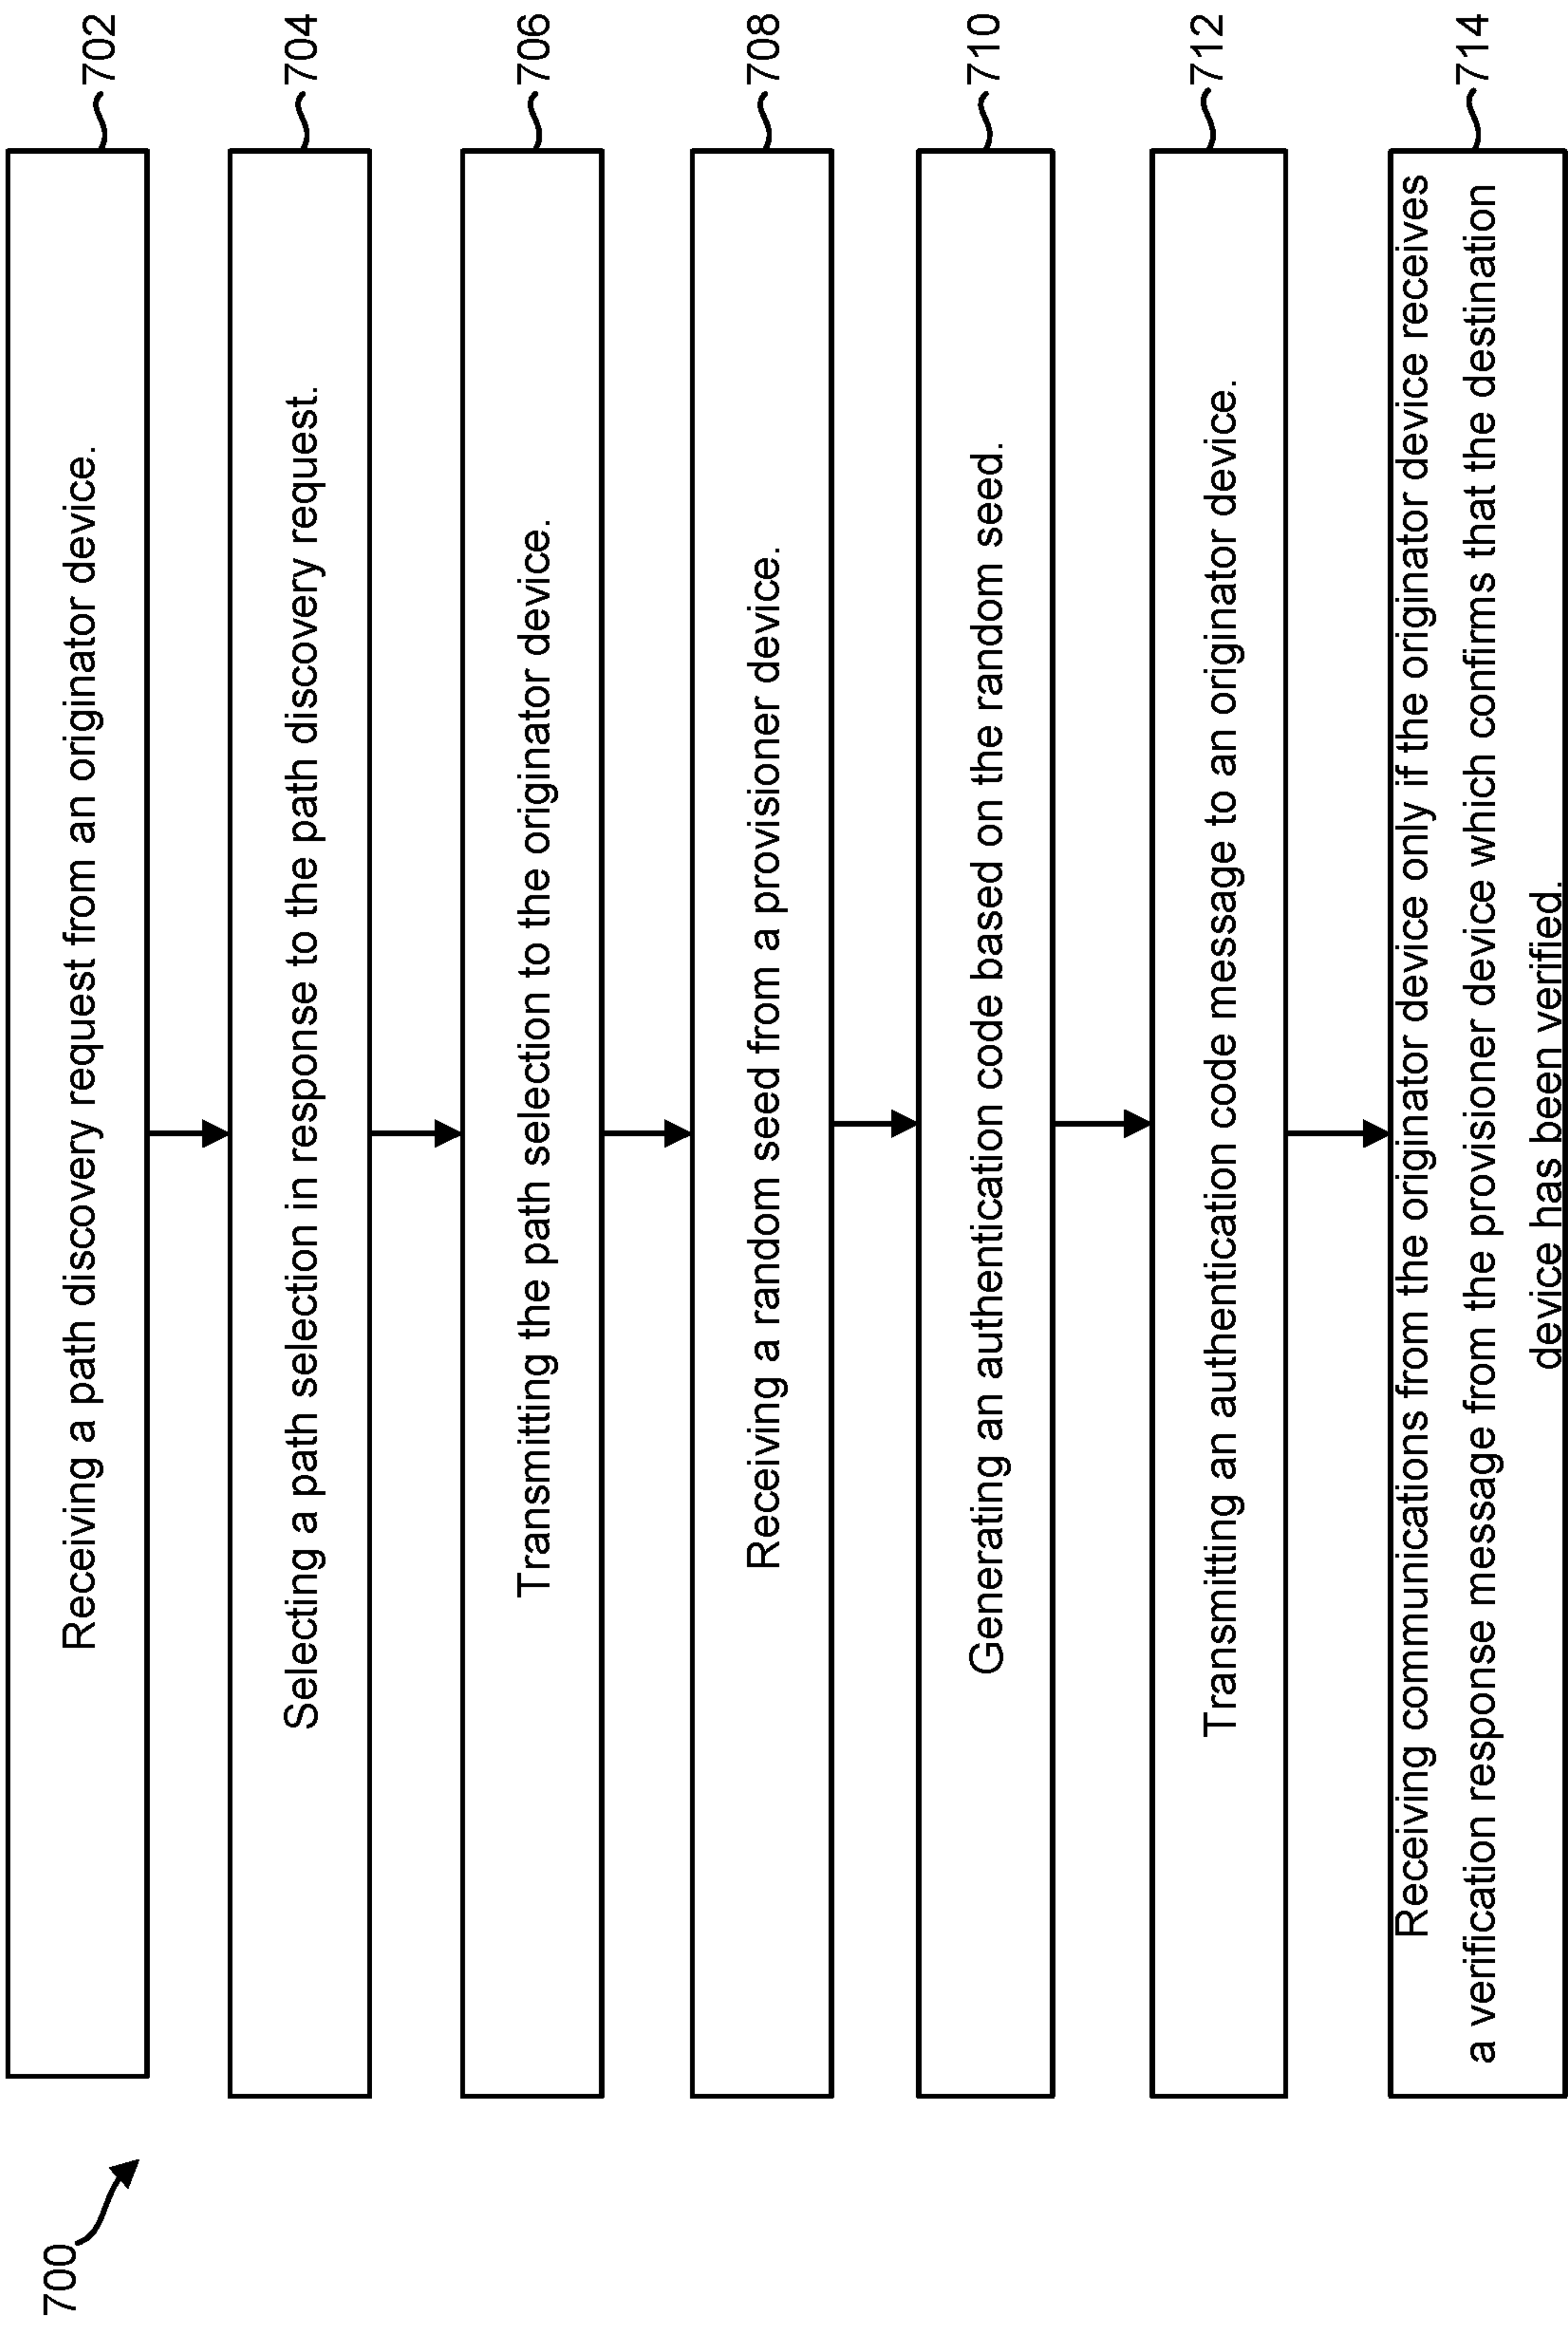 700
Receiving a path discovery request from an originator device.
702
Selecting a path selection in response to the path discovery request.
704
Transmitting the path selection to the originator device.
706
Receiving a random seed from a provisioner device.
708
Generating an authentication code based on the random seed.
710
Transmitting an authentication code message to an originator device.
712
Receiving communications from the originator device only if the originator device receives
a verification response message from the provisioner device which confirms that the destination
device has been verified.
714